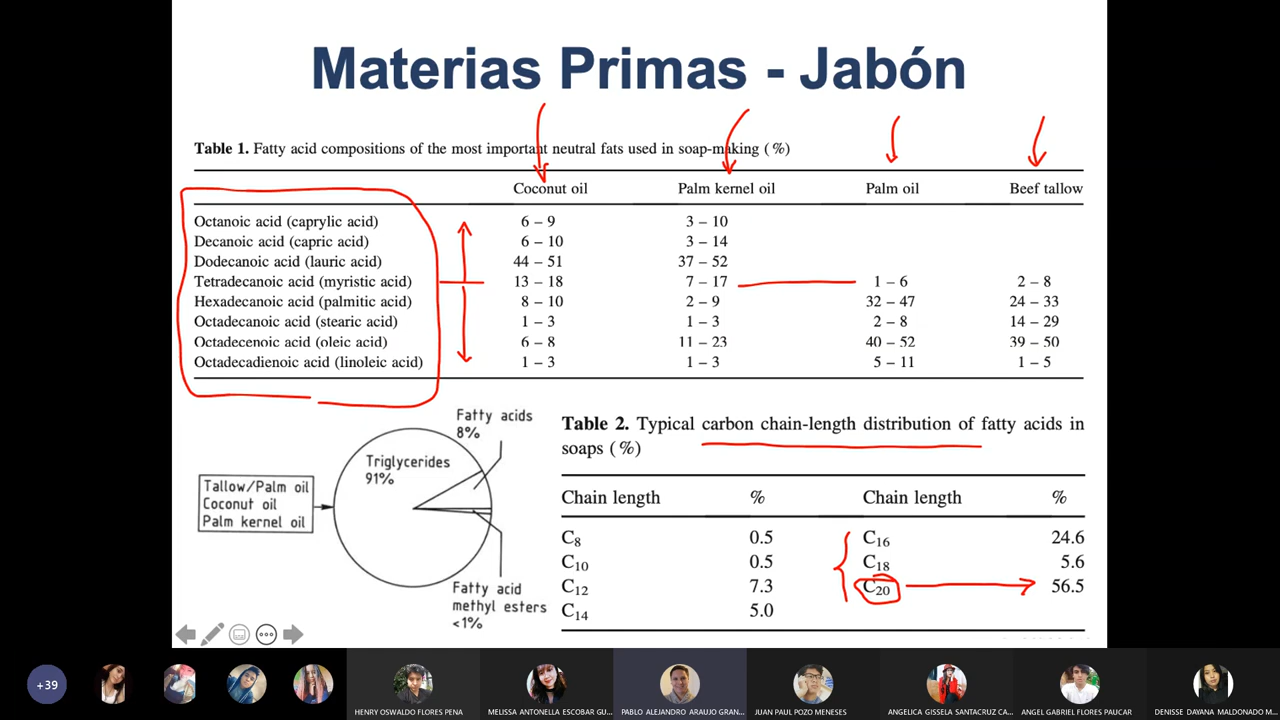 Materias Primas - Jabón
Table 1. Fatty acid compositions of the most important neutral fats used in soap-making (%)
Coconut oil Palm kernel oil Palm oil Beef tallow
Octanoic acid (caprylic acid) 6 – 9 3 – 10
Decanoic acid (capric acid) 6 – 10 3 – 14
Dodecanoic acid (lauric acid) 44 – 51 37 – 52
Tetradecanoic acid (myristic acid) 13 – 18 7 – 17 1 – 6 2 – 8
Hexadecanoic acid (palmitic acid) 8 – 10 2 – 9 32 – 47 24 – 33
Octadecanoic acid (stearic acid) 1 – 3 1 – 3 2 – 8 14 – 29
Octadecenoic acid (oleic acid) 6 – 8 11 – 23 40 – 52 39 – 50
Octadecadienoic acid (linoleic acid) 1 – 3 1 – 3 5 – 11 1 – 5
Fatty acids
8%
Triglycerides
91%
Tallow/Palm oil
Coconut oil
Palm kernel oil
Fatty acid
methyl esters
<1%
Table 2. Typical carbon chain-length distribution of fatty acids in
soaps (%)
Chain length % Chain length %
C8 0.5 C16 24.6
C10 0.5 C18 5.6
C12 7.3 C20 56.5
C14 5.0
+39
HENRY OSWALDO FLORES PENA
MELISSA ANTONELLA ESCOBAR GU...
PABLO ALEJANDRO ARAUJO GRAN...
JUAN PAUL POZO MENESES
ANGELICA GISSELA SANTACRUZ CA...
ANGEL GABRIEL FLORES PAUCAR
DENISSE DAYANA MALDONADO M...